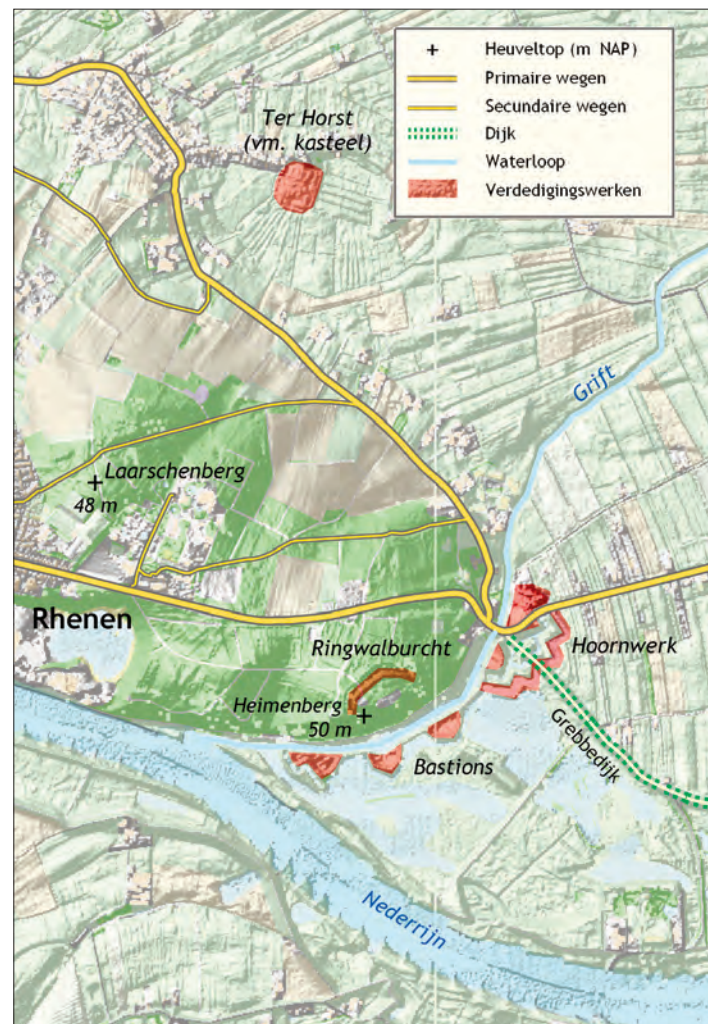 Heuveltop (m NAP)
Primaire wegen
Secundaire wegen
Dijk
Waterloop
Verdedigingswerken
Ter Horst
(vm. kasteel)
Grift
Laarschenberg
48 m
Rhenen
Ringwalburcht
Hoornwerk
Heimenberg
50 m
Grebbedijk
Bastions
Nederrijn